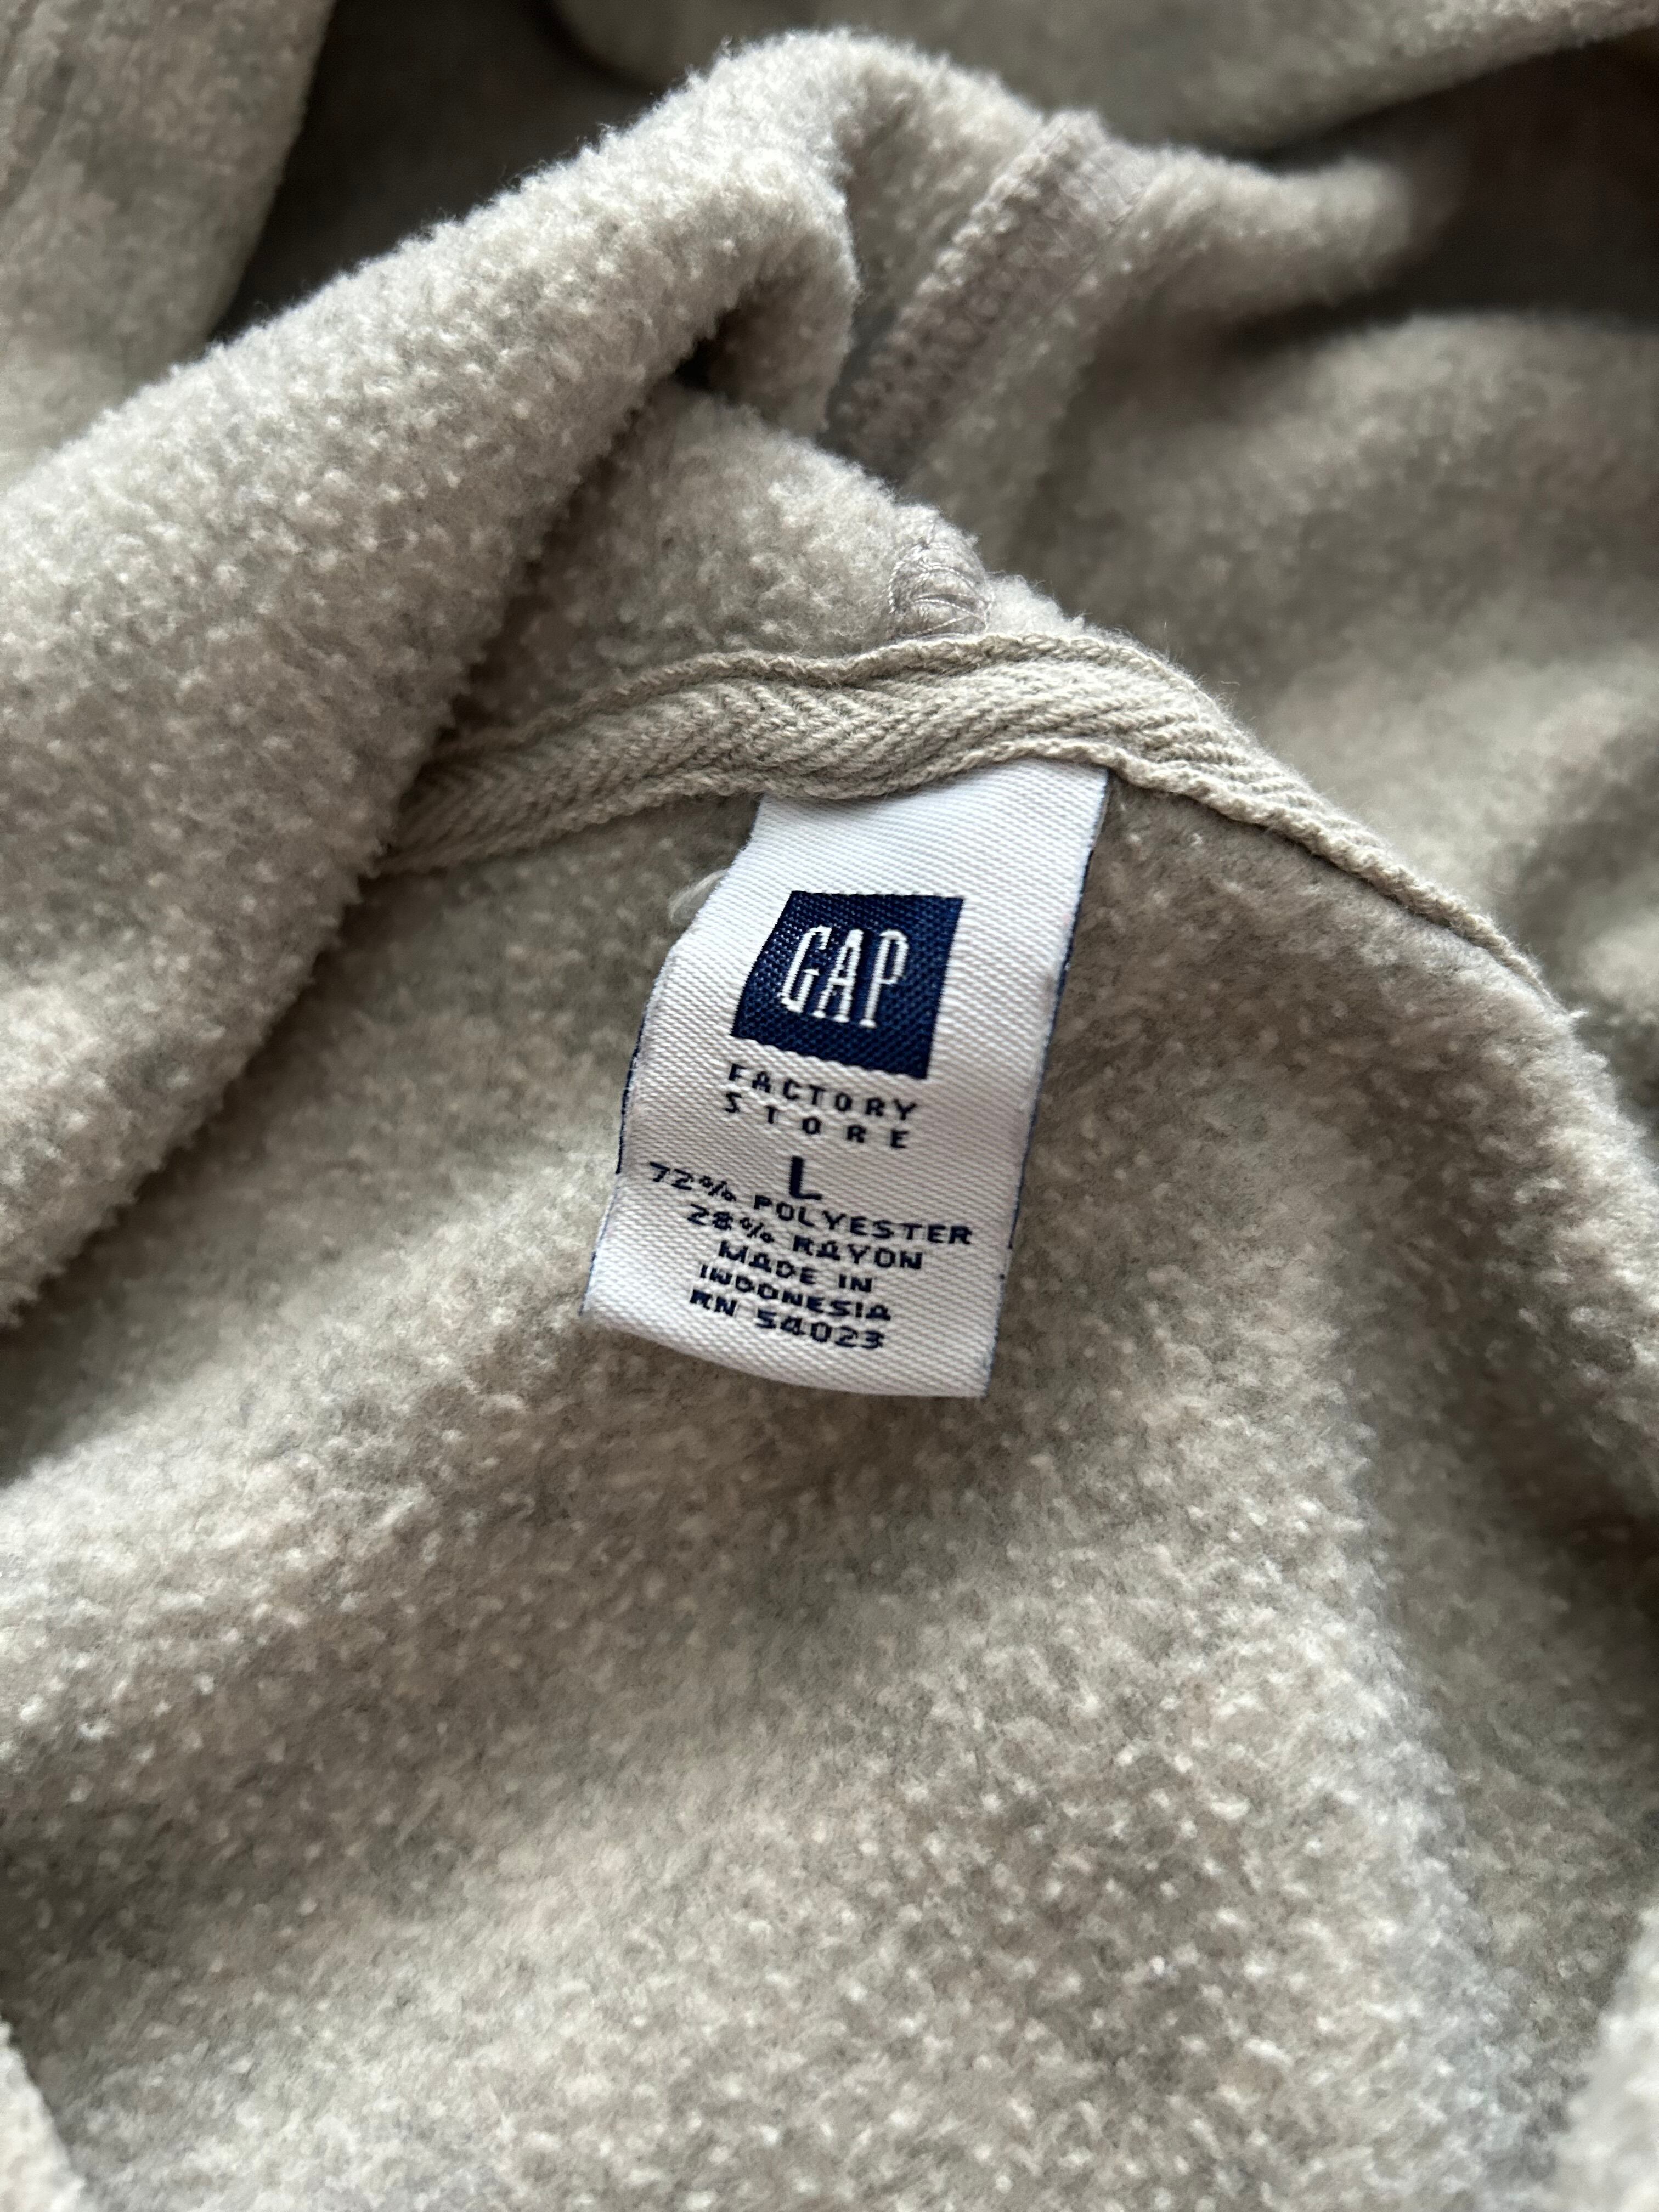 GAP
FACTORY
STORE
L
72% POLYESTER
28% RAYON
MADE IN
INDONESIA
RN 54023